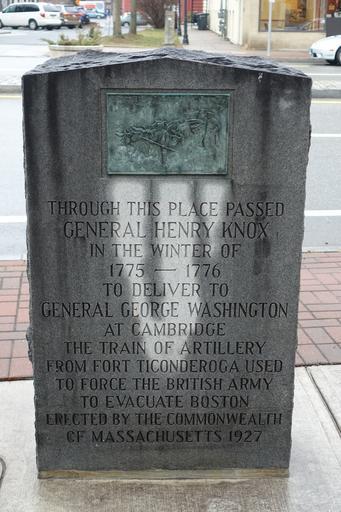 THROUGH THIS PLACE PASSED
GENERAL HENRY KNOX
IN THE WINTER OF
1775 — 1776
TO DELIVER TO
GENERAL GEORGE WASHINGTON
AT CAMBRIDGE
THE TRAIN OF ARTILLERY
FROM FORT TICONDEROGA USED
TO FORCE THE BRITISH ARMY
TO EVACUATE BOSTON
ERECTED BY THE COMMONWEALTH
OF MASSACHUSETTS 1927